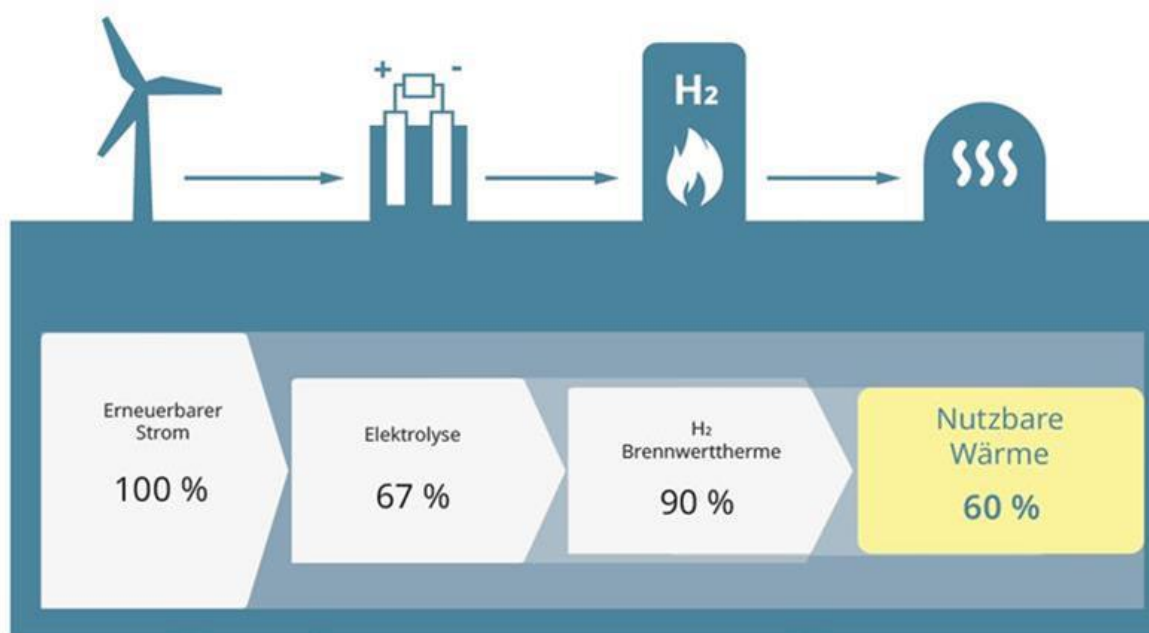 + -
H₂
Erneuerbarer
Strom
100 %
Elektrolyse
67 %
H₂
Brennwerttherme
90 %
Nutzbare
Wärme
60 %